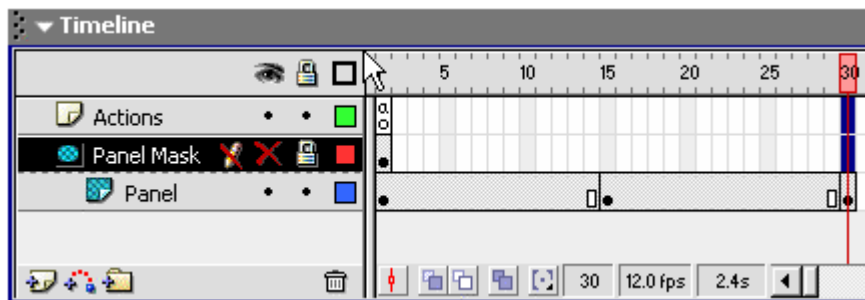 Timeline
5 10 15 20 25 30
Actions
a
Panel Mask
Panel
30 12.0 fps 2.4s